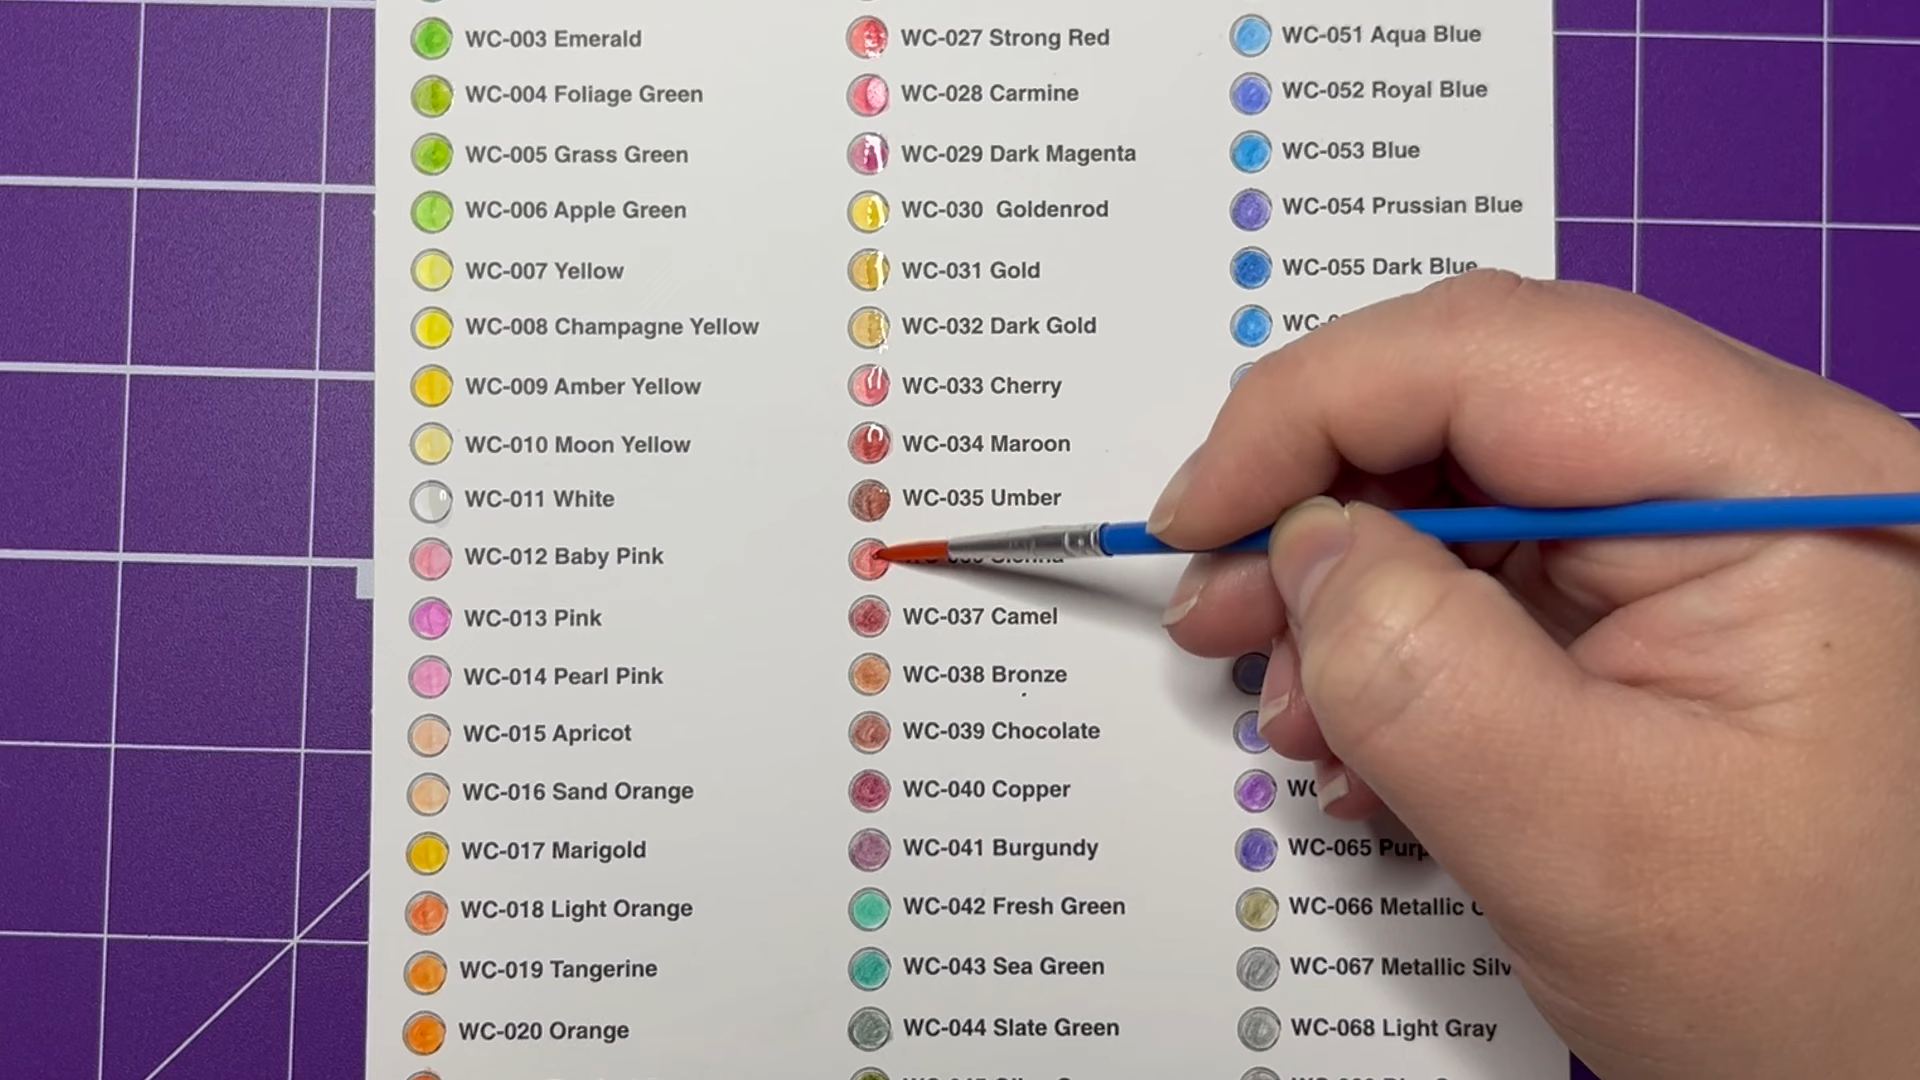 WC-003 Emerald
WC-004 Foliage Green
WC-005 Grass Green
WC-006 Apple Green
WC-007 Yellow
WC-008 Champagne Yellow
WC-009 Amber Yellow
WC-010 Moon Yellow
WC-011 White
WC-012 Baby Pink
WC-013 Pink
WC-014 Pearl Pink
WC-015 Apricot
WC-016 Sand Orange
WC-017 Marigold
WC-018 Light Orange
WC-019 Tangerine
WC-020 Orange
WC-027 Strong Red
WC-028 Carmine
WC-029 Dark Magenta
WC-030 Goldenrod
WC-031 Gold
WC-032 Dark Gold
WC-033 Cherry
WC-034 Maroon
WC-035 Umber
Sienna
WC-037 Camel
WC-038 Bronze
WC-039 Chocolate
WC-040 Copper
WC-041 Burgundy
WC-042 Fresh Green
WC-043 Sea Green
WC-044 Slate Green
WC-051 Aqua Blue
WC-052 Royal Blue
WC-053 Blue
WC-054 Prussian Blue
WC-055 Dark Blue
WC-
WC-065 Purp
WC-066 Metallic
WC-067 Metallic Silv
WC-068 Light Gray